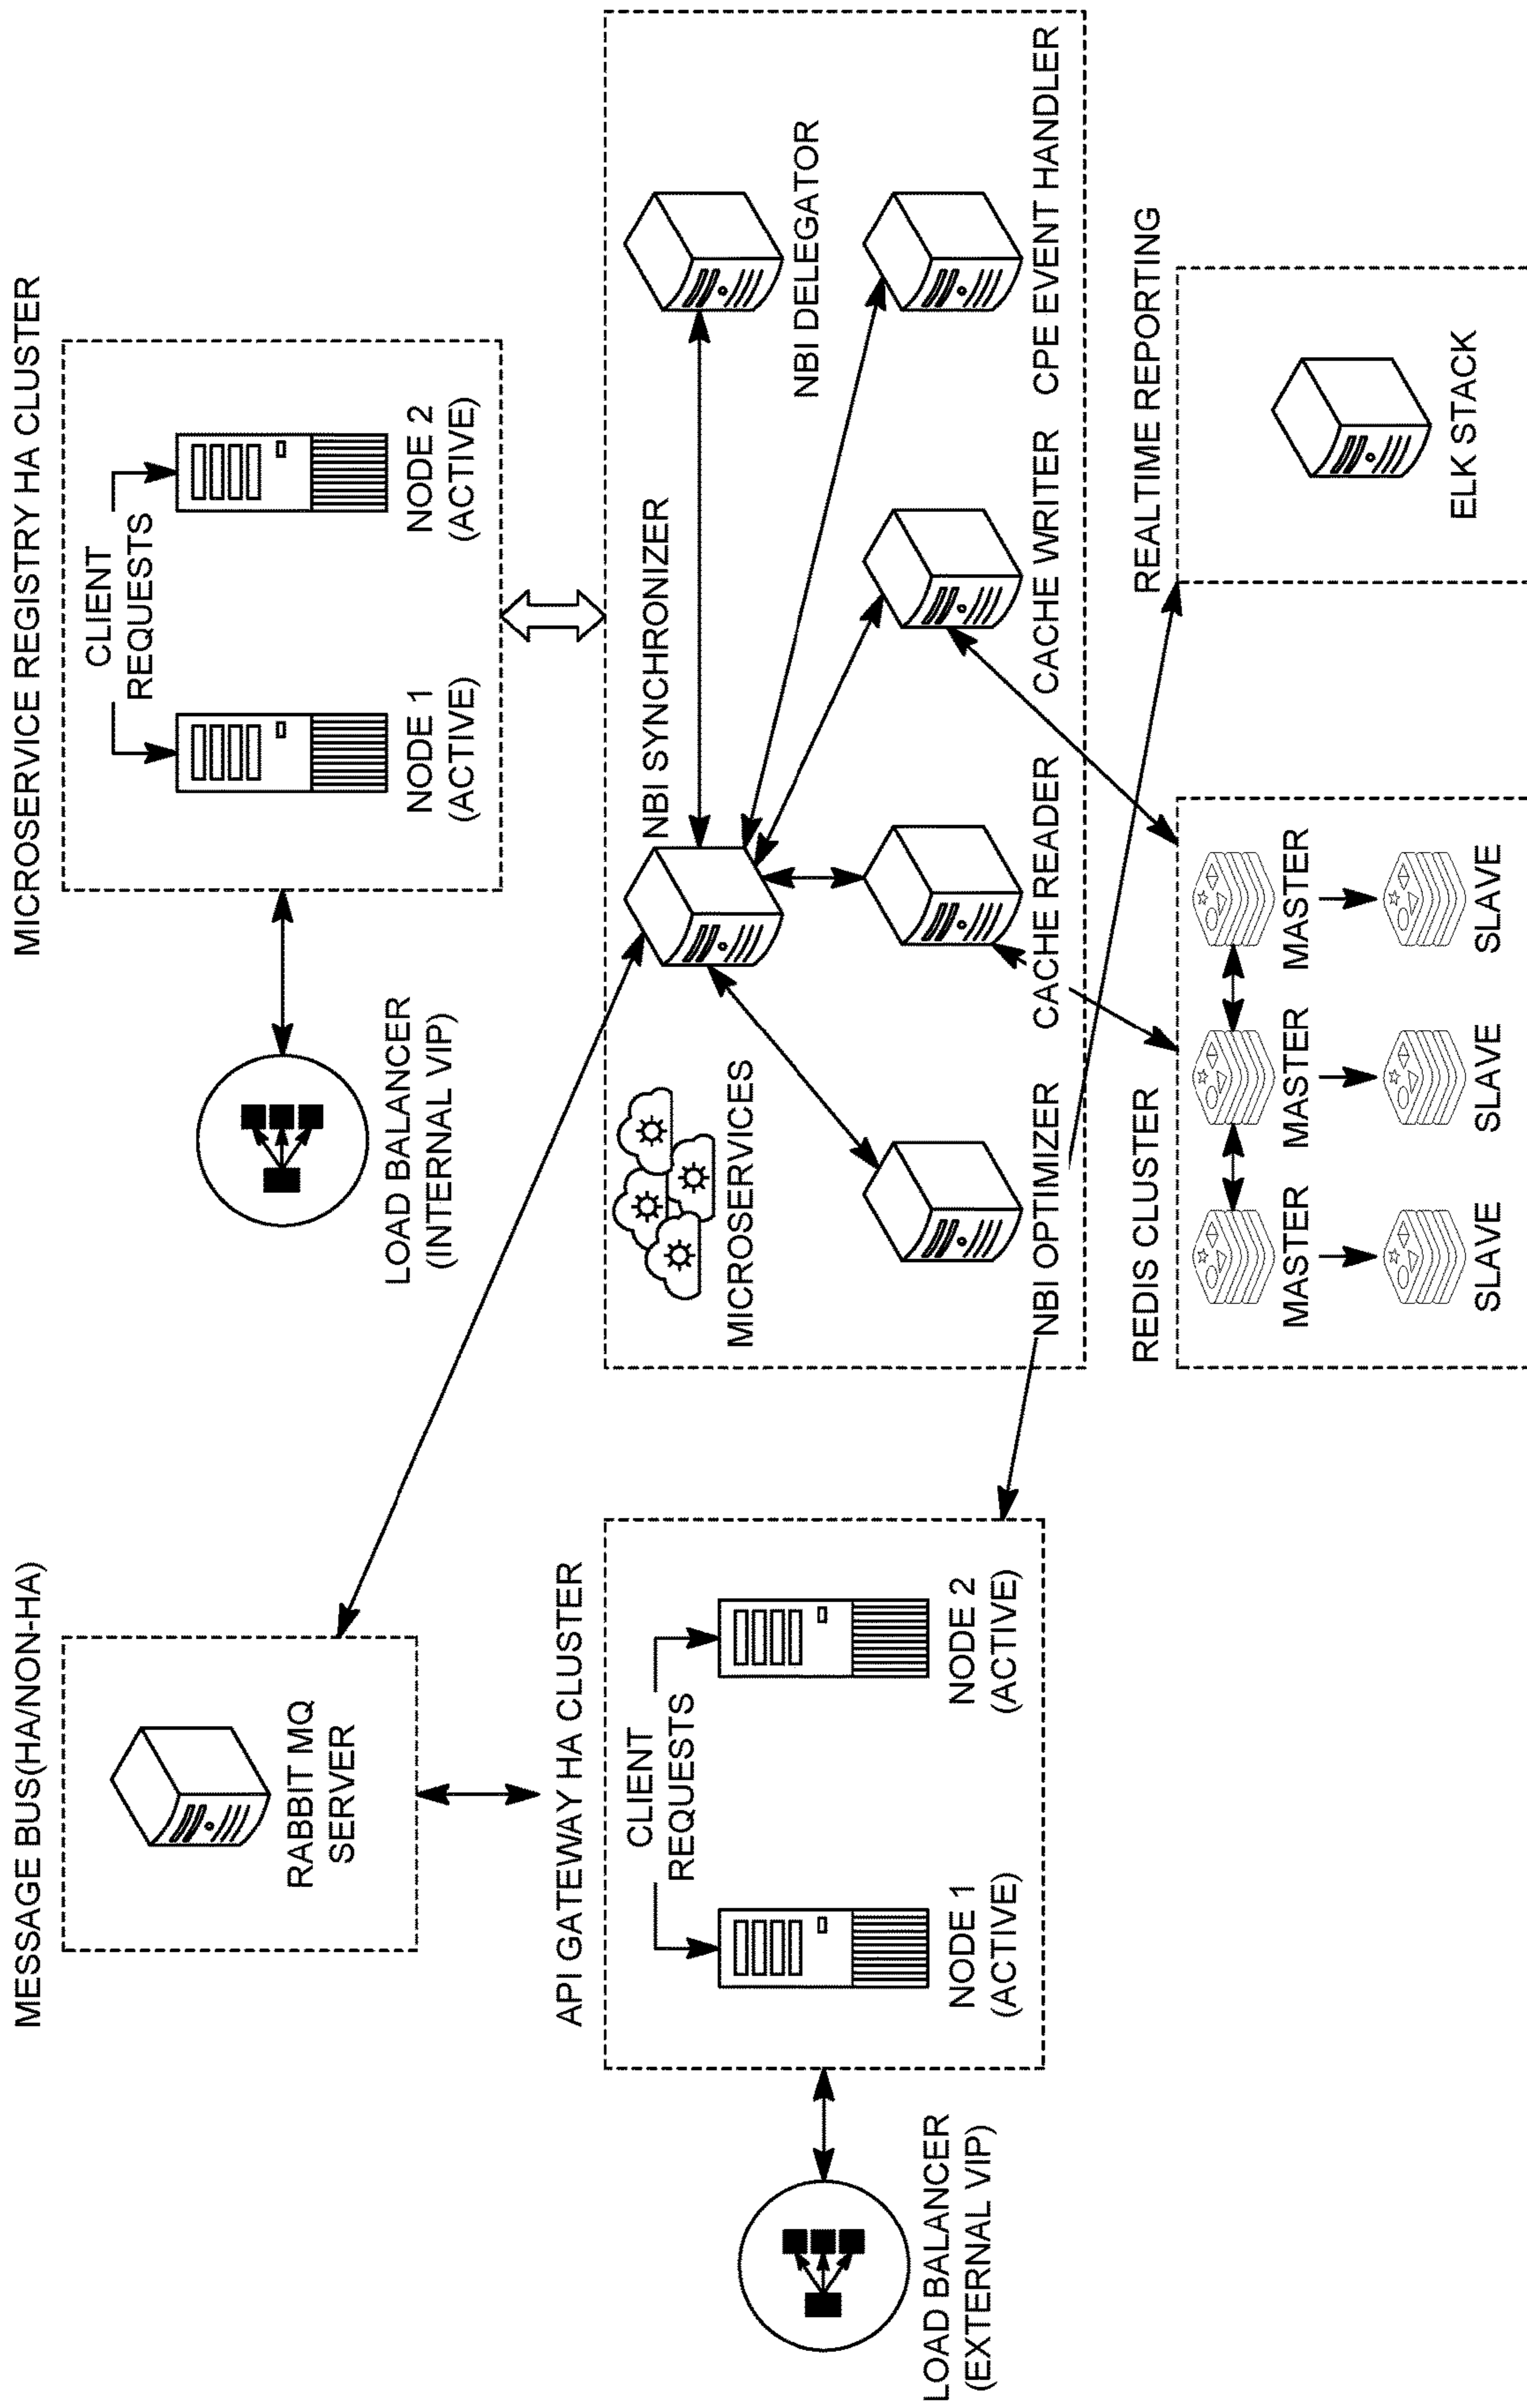 MESSAGE BUS(HA/NON-HA)
RABBIT MQ
SERVER
MICROSERVICE REGISTRY HA CLUSTER
CLIENT
REQUESTS
NODE 1
(ACTIVE)
NODE 2
(ACTIVE)
LOAD BALANCER
(INTERNAL VIP)
API GATEWAY HA CLUSTER
CLIENT
REQUESTS
NODE 1
(ACTIVE)
NODE 2
(ACTIVE)
LOAD BALANCER
(EXTERNAL VIP)
MICROSERVICES
NBI SYNCHRONIZER
NBI DELEGATOR
NBI OPTIMIZER
CACHE READER
CACHE WRITER
CPE EVENT HANDLER
REDIS CLUSTER
MASTER
MASTER
MASTER
SLAVE
SLAVE
SLAVE
REALTIME REPORTING
ELK STACK